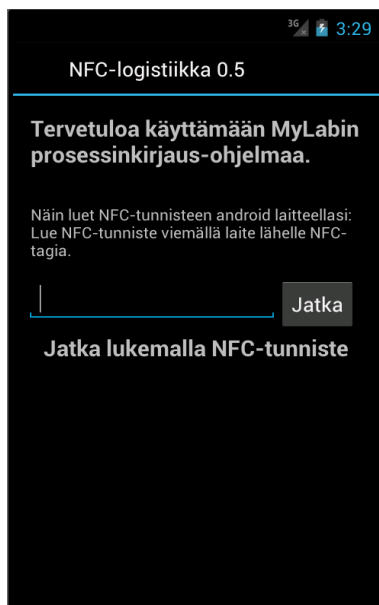 3G 3:29
NFC-logistiikka 0.5
Tervetuloa käyttämään MyLabin
prosessinkirjaus-ohjelmaa.
Näin luet NFC-tunnisteen android laitteellasi:
Lue NFC-tunniste viemällä laite lähelle NFC-
tagia.
Jatka
Jatka lukemalla NFC-tunniste